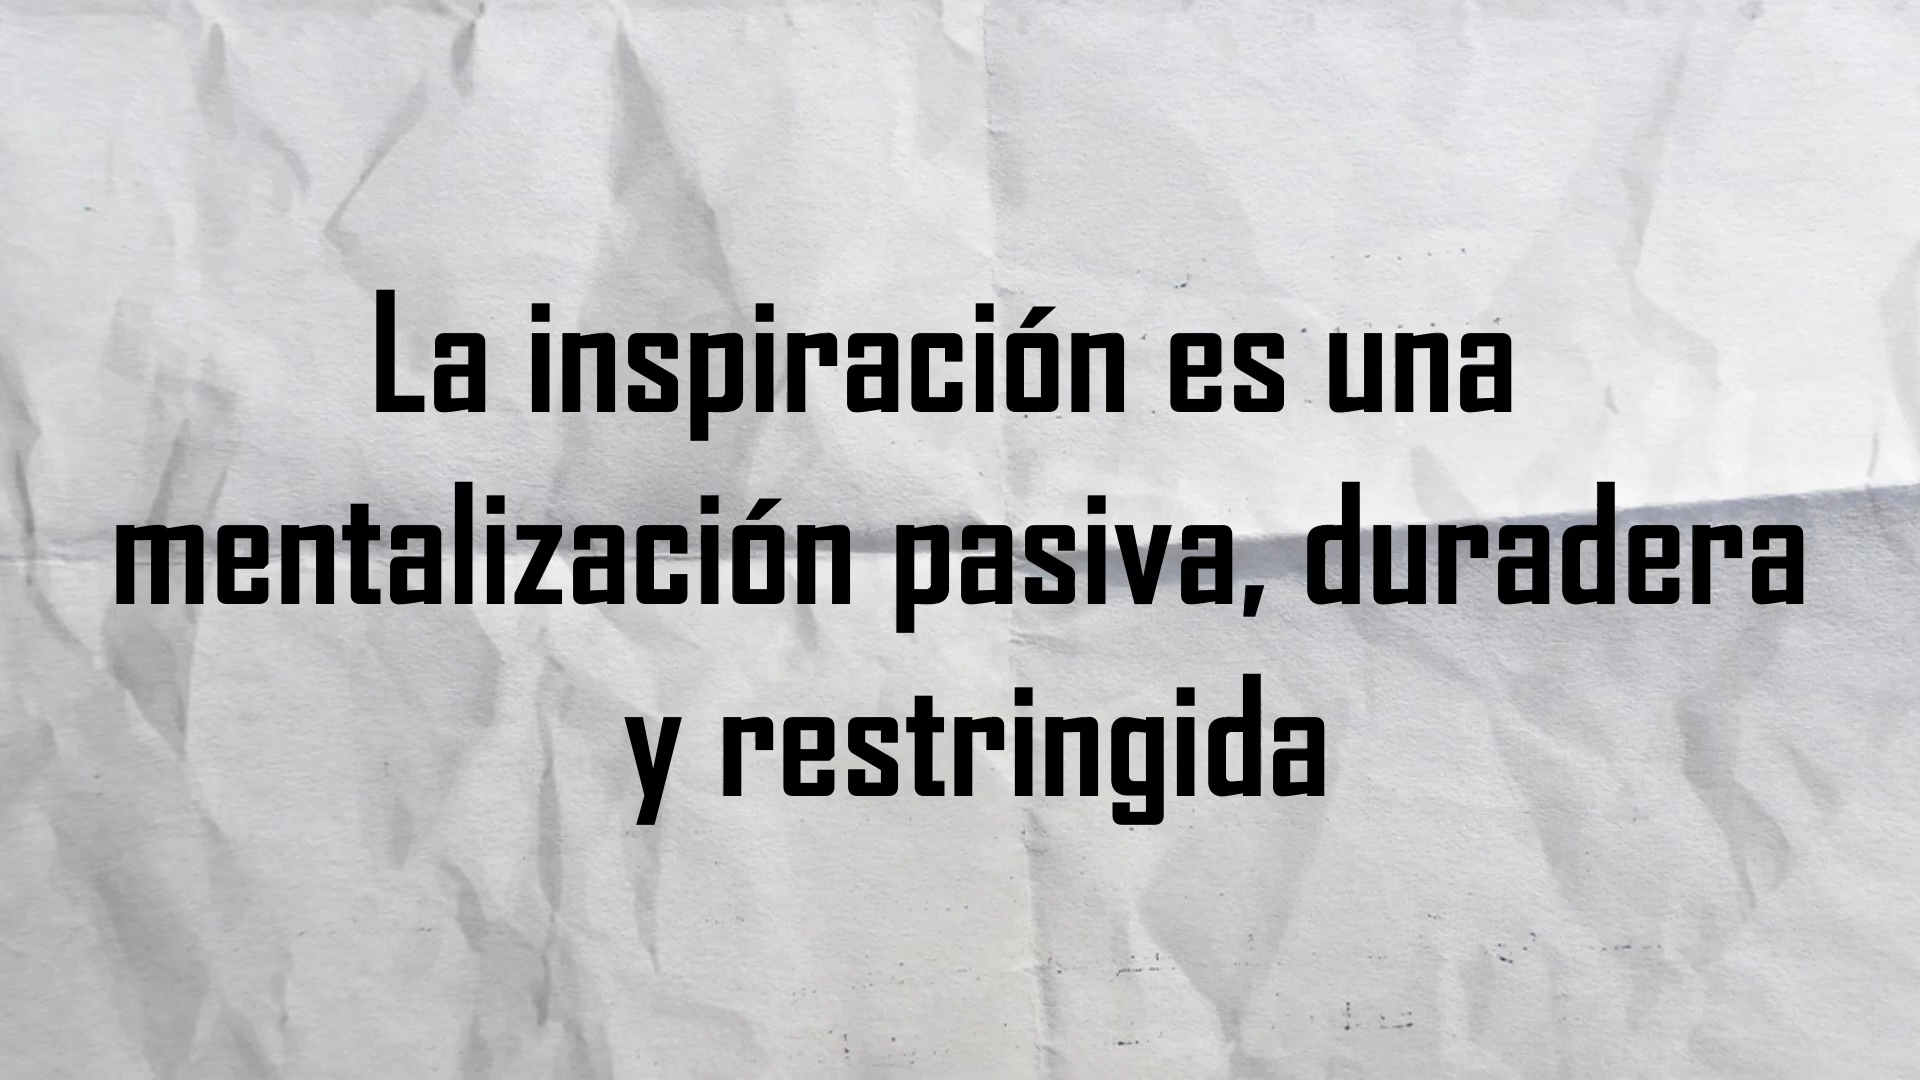 La inspiración es una
mentalización pasiva, duradera
y restringida